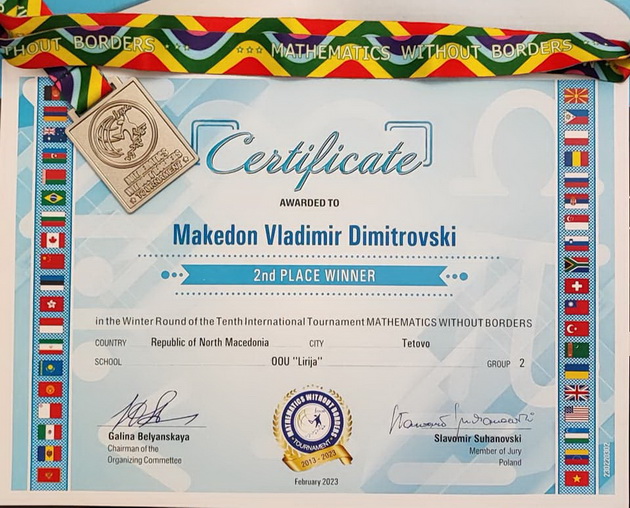 THOUT BORDERS ☆☆☆ MATHEMATICS WITHOUT BORDERS ☆☆☆
Certificate
AWARDED TO
Makedon Vladimir Dimitrovski
2nd PLACE WINNER
in the Winter Round of the Tenth International Tournament MATHEMATICS WITHOUT BORDERS
COUNTRY Republic of North Macedonia CITY Tetovo
SCHOOL OOU "Lirija" GROUP 2
Galina Belyanskaya
Chairman of the
Organizing Committee
MATHEMATICS WITHOUT BORDERS
TOURNAMENT
2013 - 2023
February 2023
Slavomir Suhanovski
Member of Jury
Poland